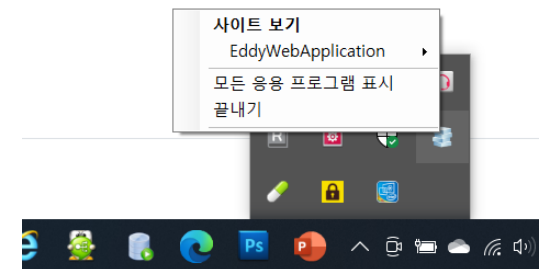 사이트 보기
EddyWebApplication
모든 응용 프로그램 표시
끝내기
R
Ps
P